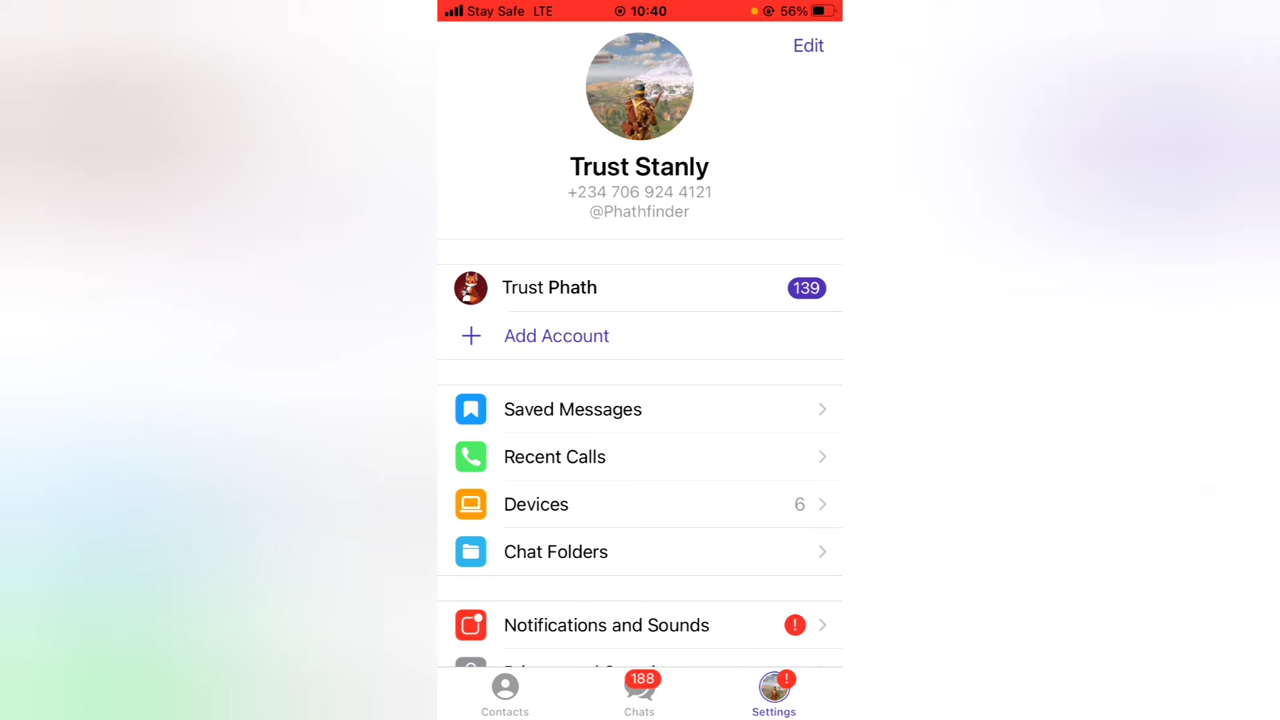 Stay Safe LTE 10:40 56%
Edit
Trust Stanly
+234 706 924 4121
@Phathfinder
Trust Phath 139
Add Account
Saved Messages
Recent Calls
Devices 6
Chat Folders
Notifications and Sounds !
188 !
Contacts Chats Settings